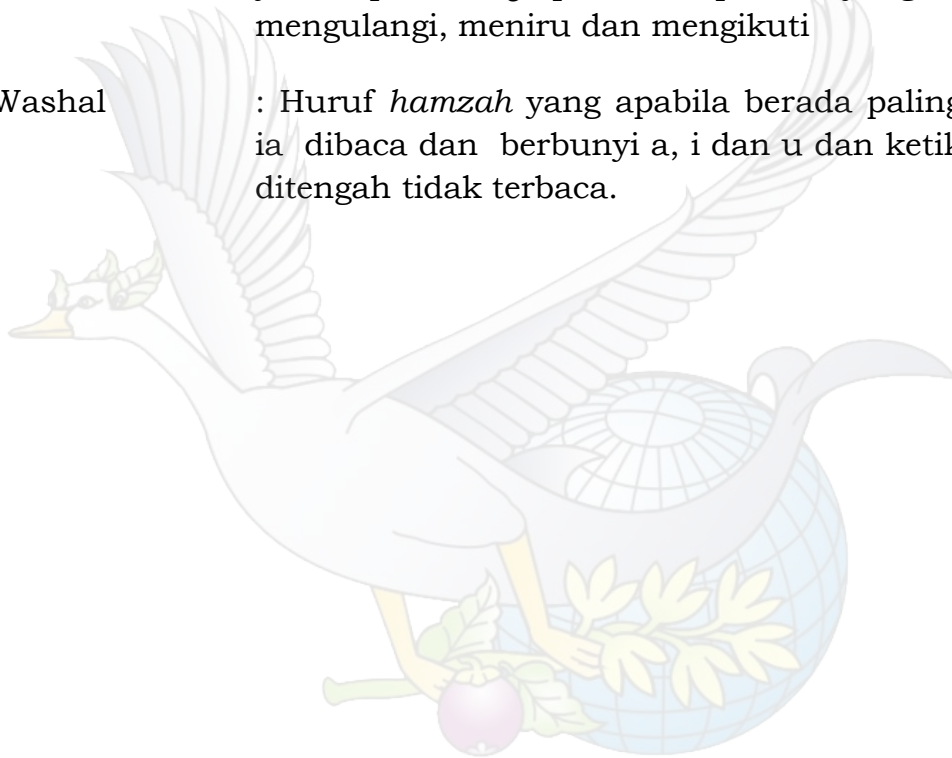 mengulangi, meniru dan mengikuti
Washal : Huruf hamzah yang apabila berada paling
ia dibaca dan berbunyi a, i dan u dan
ditengah tidak terbaca.